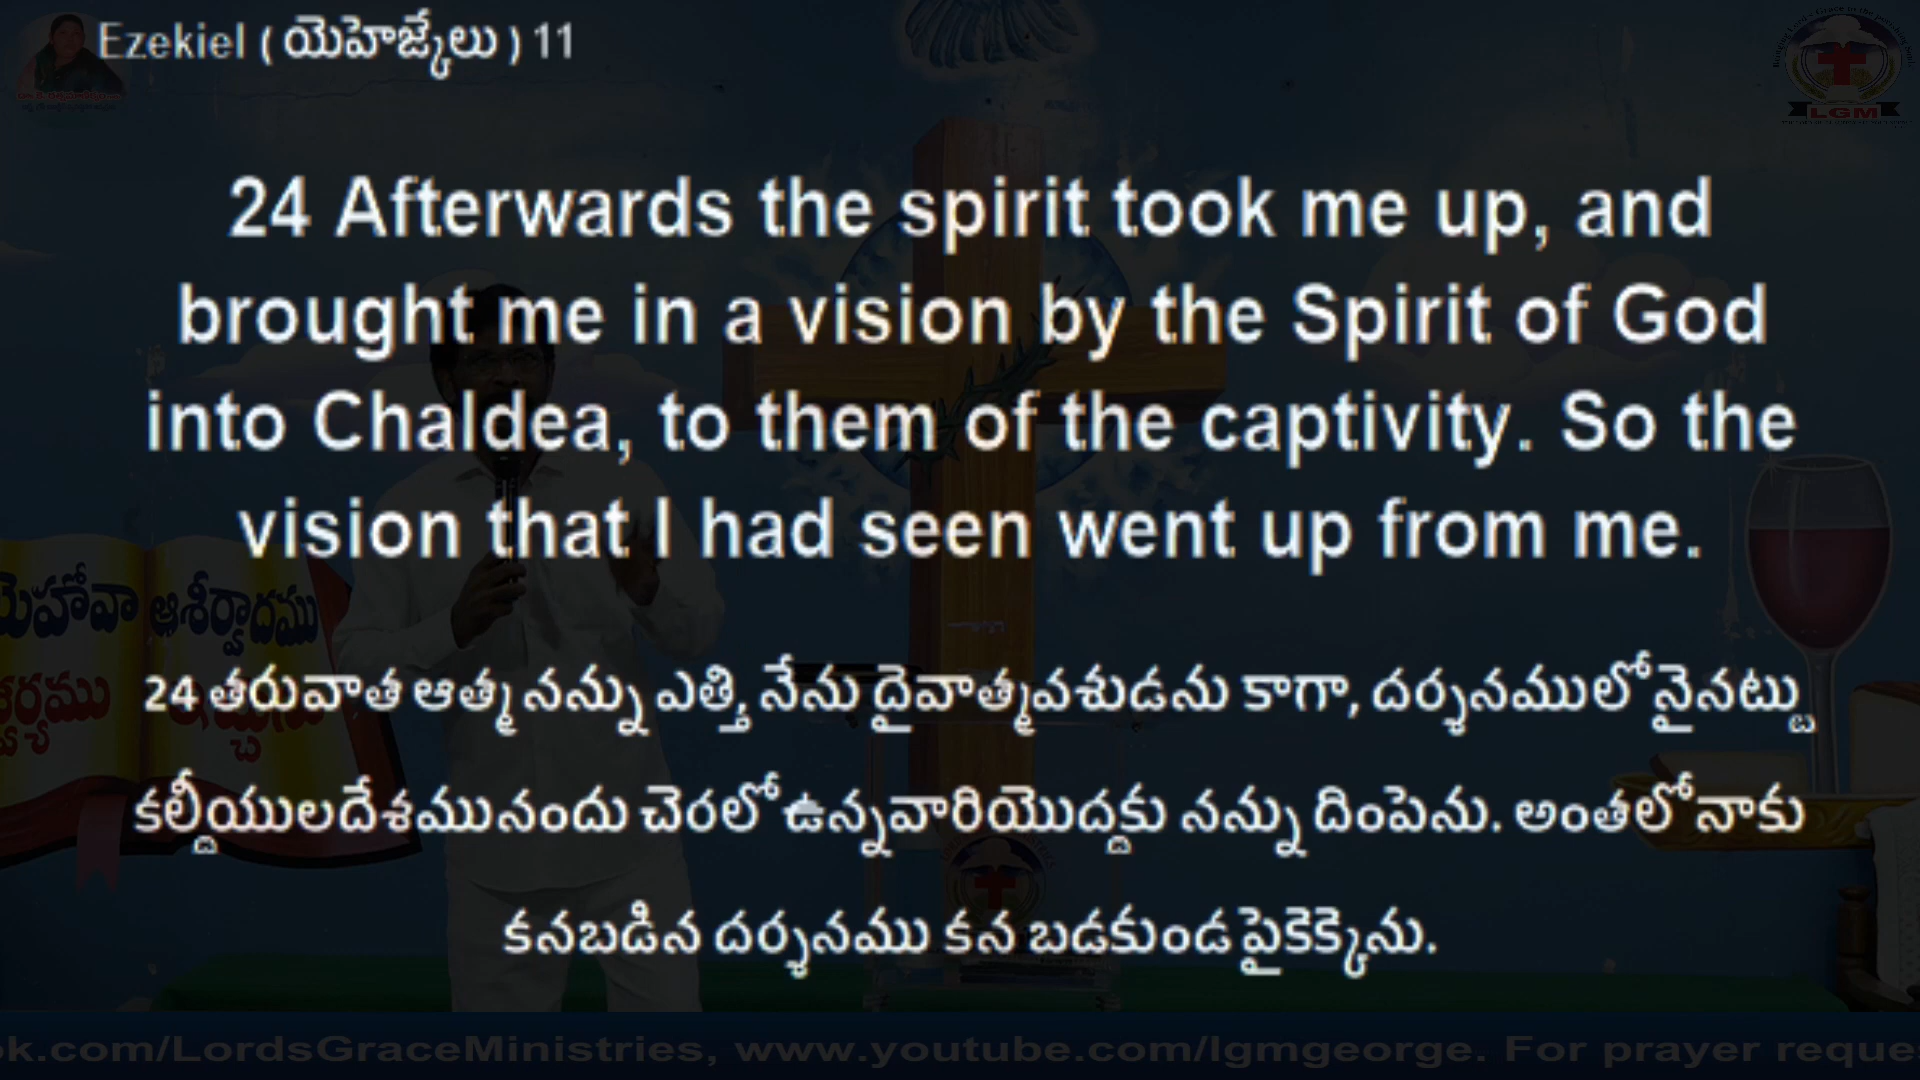 Ezekiel ( యెహెజ్కేలు ) 11
LGM
24 Afterwards the spirit took me up, and
brought me in a vision by the Spirit of God
into Chaldea, to them of the captivity. So the
vision that I had seen went up from me.
యెహోవా ఆశీర్వాదము
24 తరువాత ఆత్మ నన్ను ఎత్తి, నేను దైవాత్మవశుడను కాగా, దర్శనములో నైనట్టు
కల్దీయులదేశమునందు చెరలో ఉన్నవారియొద్దకు నన్ను దింపెను. అంతలో నాకు
కనబడిన దర్శనము కన బడకుండ పైకెక్కెను.
ok.com/LordsGraceMinistries, www.youtube.com/lgmgeorge. For prayer reque